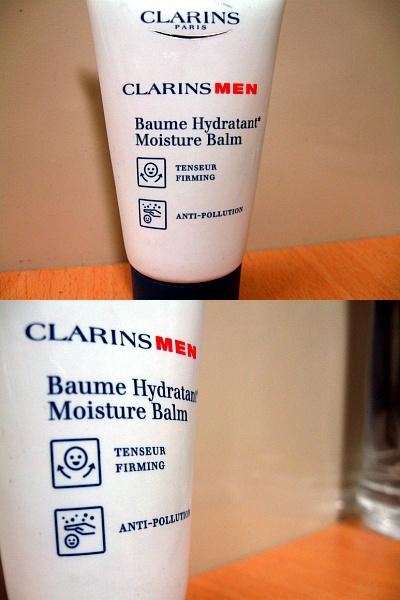 CLARINS
PARIS
CLARINSMEN
Baume Hydratant*
Moisture Balm
TENSEUR
FIRMING
ANTI-POLLUTION
CLARINSMEN
Baume Hydratant*
Moisture Balm
TENSEUR
FIRMING
ANTI-POLLUTION